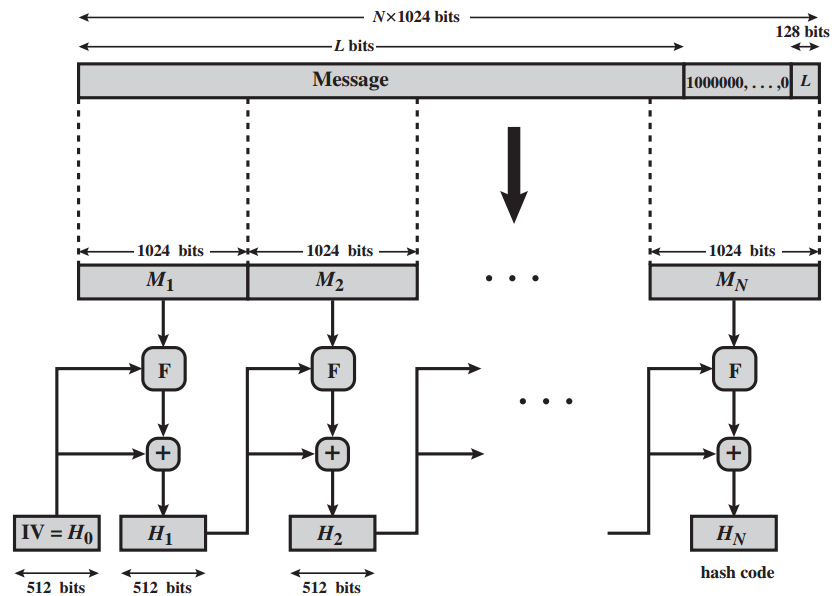 N×1024 bits
128 bits
L bits
Message
1000000, . . . ,0
L
1024 bits
1024 bits
1024 bits
M1
M2
. . .
MN
F
F
F
. . .
+
+
+
IV = H0
H1
H2
HN
512 bits
512 bits
512 bits
hash code